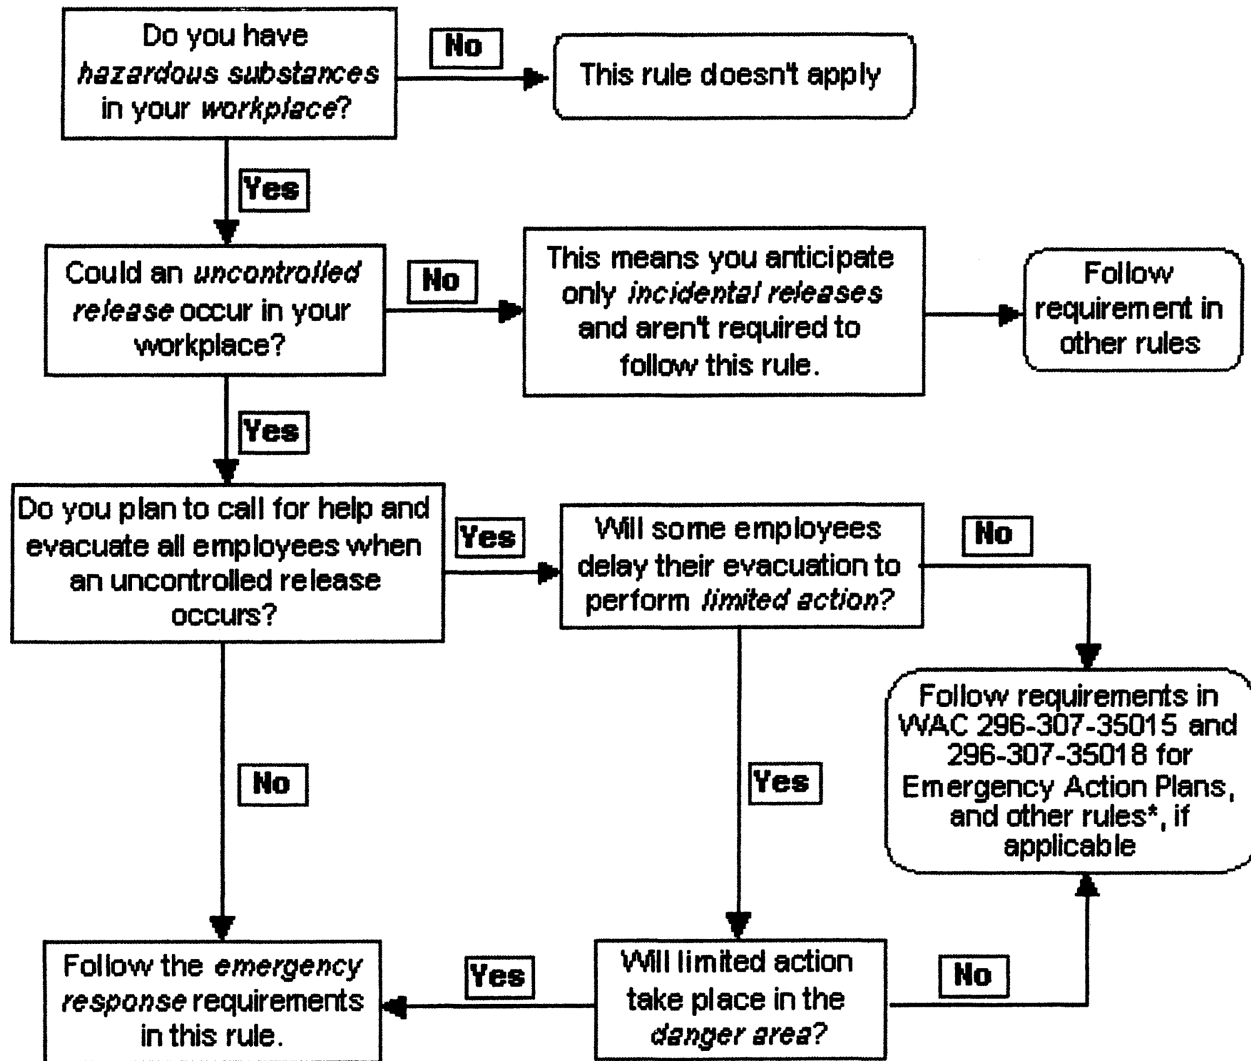 Do you have
hazardous substances
in your workplace?
No
This rule doesn't apply
Yes
Could an uncontrolled
release occur in your
workplace?
No
This means you anticipate
only incidental releases
and aren't required to
follow this rule.
Follow
requirement in
other rules
Yes
Do you plan to call for help and
evacuate all employees when
an uncontrolled release
occurs?
Yes
Will some employees
delay their evacuation to
perform limited action?
No
Follow requirements in
WAC 296-307-35015 and
296-307-35018 for
Emergency Action Plans,
and other rules*, if
applicable
No
Yes
Follow the emergency
response requirements
in this rule.
Yes
Will limited action
take place in the
danger area?
No